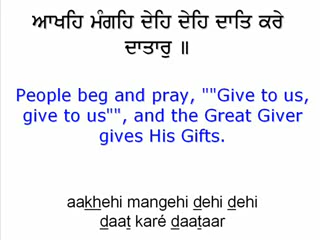 ਆਖਹਿ ਮੰਗਹਿ ਦੇਹਿ ਦੇਹਿ ਦਾਤਿ ਕਰੇ
ਦਾਤਾਰੁ ॥
People beg and pray, ""Give to us,
give to us"", and the Great Giver
gives His Gifts.
aakhehi mangehi dehi dehi
daat karé daataar